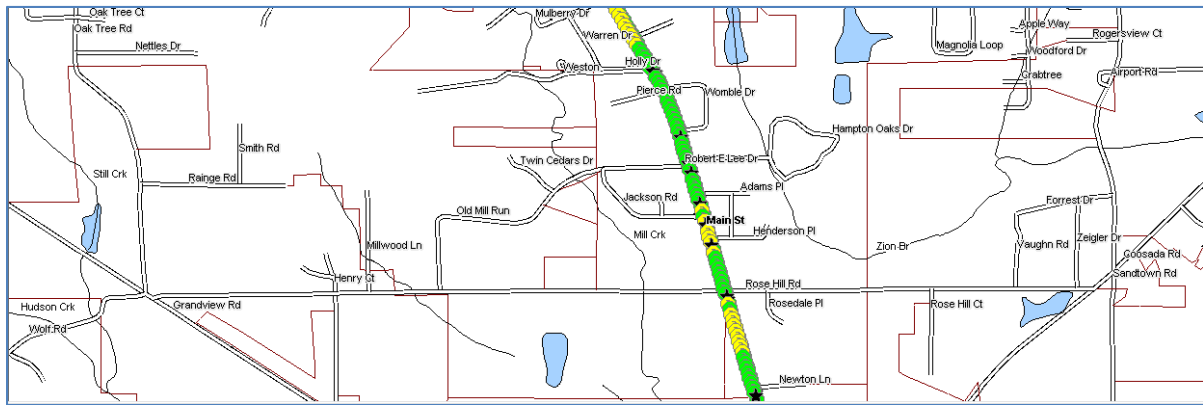 Oak Tree Ct
Mulberry Dr
Apple Way
Oak Tree Rd
Warren Dr
Rogersview Ct
Nettles Dr
Magnolia Loop
Woodford Dr
Holly Dr
Weston
Airport Rd
Crabtree
Pierce Rd
Womble Dr
Hampton Oaks Dr
Smith Rd
Twin Cedars Dr
Robert E Lee Dr
Still Crk
Rainge Rd
Adams Pl
Jackson Rd
Forrest Dr
Old Mill Run
Main St
Mill Crk
Henderson Pl
Millwood Ln
Zion Br
Vaughn Rd
Zeigler Dr
Coosada Rd
Henry Ct
Sandtown Rd
Rose Hill Rd
Hudson Crk
Grandview Rd
Rosedale Pl
Rose Hill Ct
Wolf Rd
Newton Ln